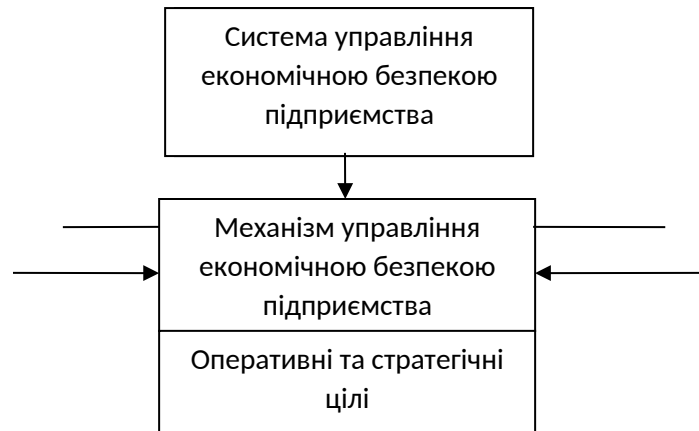 Система управління
економічною безпекою
підприємства
Механізм управління
економічною безпекою
підприємства
Оперативні та стратегічні
цілі